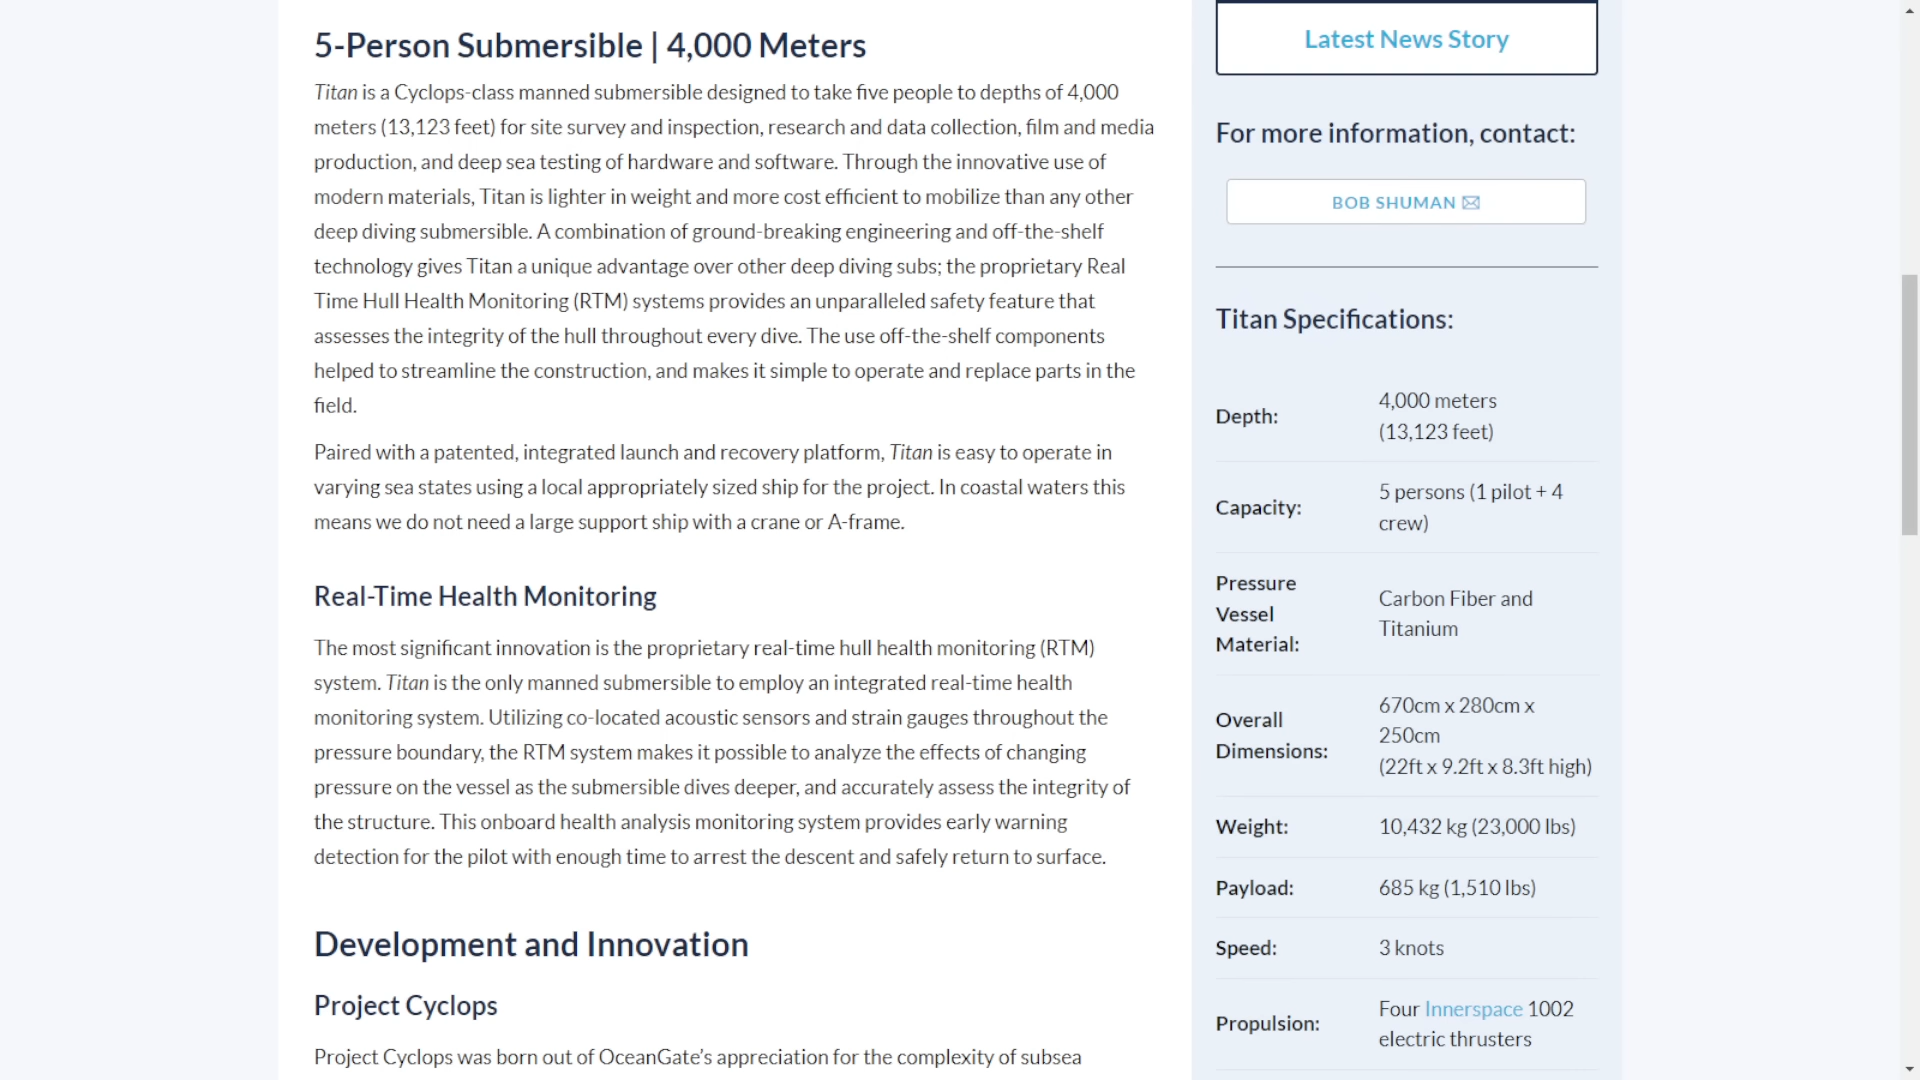 5-Person Submersible | 4,000 Meters
Titan is a Cyclops-class manned submersible designed to take five people to depths of 4,000
meters (13,123 feet) for site survey and inspection, research and data collection, film and media
production, and deep sea testing of hardware and software. Through the innovative use of
modern materials, Titan is lighter in weight and more cost efficient to mobilize than any other
deep diving submersible. A combination of ground-breaking engineering and off-the-shelf
technology gives Titan a unique advantage over other deep diving subs; the proprietary Real
Time Hull Health Monitoring (RTM) systems provides an unparalleled safety feature that
assesses the integrity of the hull throughout every dive. The use off-the-shelf components
helped to streamline the construction, and makes it simple to operate and replace parts in the
field.
Paired with a patented, integrated launch and recovery platform, Titan is easy to operate in
varying sea states using a local appropriately sized ship for the project. In coastal waters this
means we do not need a large support ship with a crane or A-frame.
Real-Time Health Monitoring
The most significant innovation is the proprietary real-time hull health monitoring (RTM)
system. Titan is the only manned submersible to employ an integrated real-time health
monitoring system. Utilizing co-located acoustic sensors and strain gauges throughout the
pressure boundary, the RTM system makes it possible to analyze the effects of changing
pressure on the vessel as the submersible dives deeper, and accurately assess the integrity of
the structure. This onboard health analysis monitoring system provides early warning
detection for the pilot with enough time to arrest the descent and safely return to surface.
Development and Innovation
Project Cyclops
Project Cyclops was born out of OceanGate’s appreciation for the complexity of subsea
Latest News Story
For more information, contact:
BOB SHUMAN
Titan Specifications:
Depth:
4,000 meters
(13,123 feet)
Capacity:
5 persons (1 pilot + 4
crew)
Pressure
Vessel
Material:
Carbon Fiber and
Titanium
Overall
Dimensions:
670cm x 280cm x
250cm
(22ft x 9.2ft x 8.3ft high)
Weight:
10,432 kg (23,000 lbs)
Payload:
685 kg (1,510 lbs)
Speed:
3 knots
Propulsion:
Four Innerspace 1002
electric thrusters